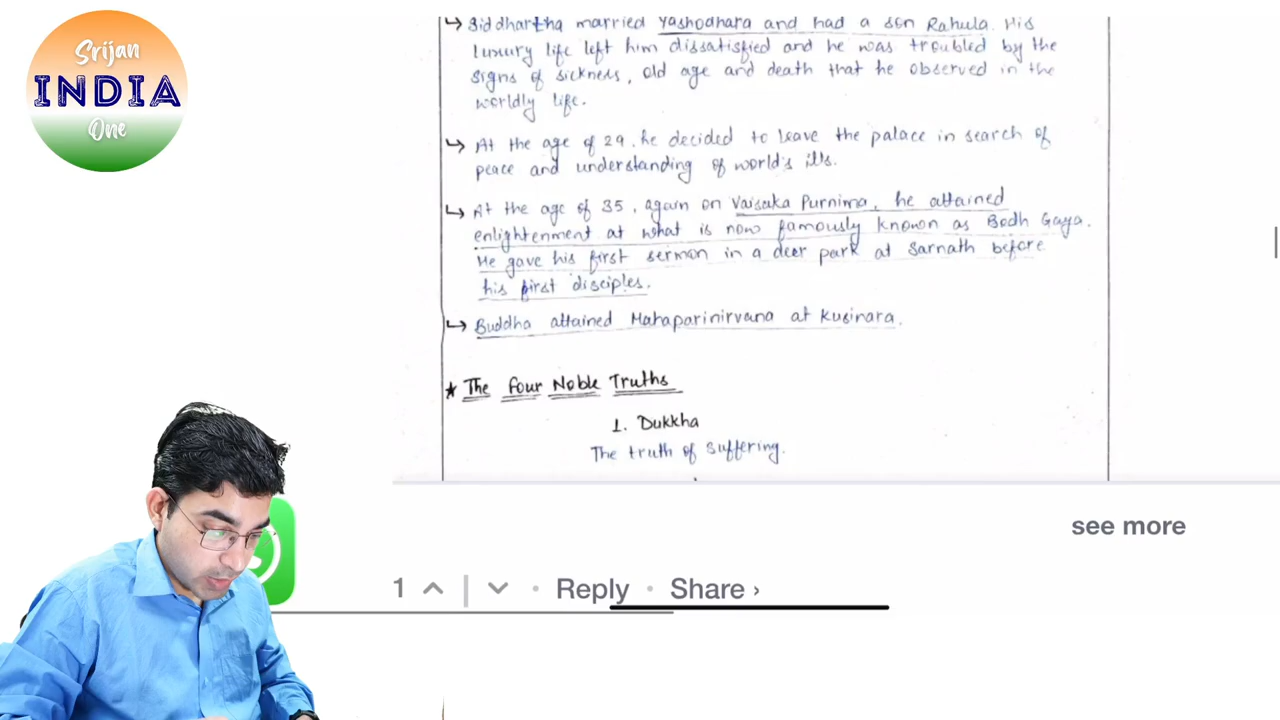 Srijan
INDIA
One
↳ Siddhartha married Yashodhara and had a son Rahula. His
luxury life left him dissatisfied and he was troubled by the
signs of sickness, old age and death that he observed in the
worldly life.
↳ At the age of 29, he decided to leave the palace in search of
peace and understanding of world's ills.
↳ At the age of 35, again on Vaisaka Purnima, he attained
enlightenment at what is now famously known as Bodh Gaya.
He gave his first sermon in a deer park at Sarnath before
his first disciples.
↳ Buddha attained Mahaparinirvana at Kusinara.
★ The Four Noble Truths
1. Dukkha
The truth of suffering.
see more
1 Reply · Share ›